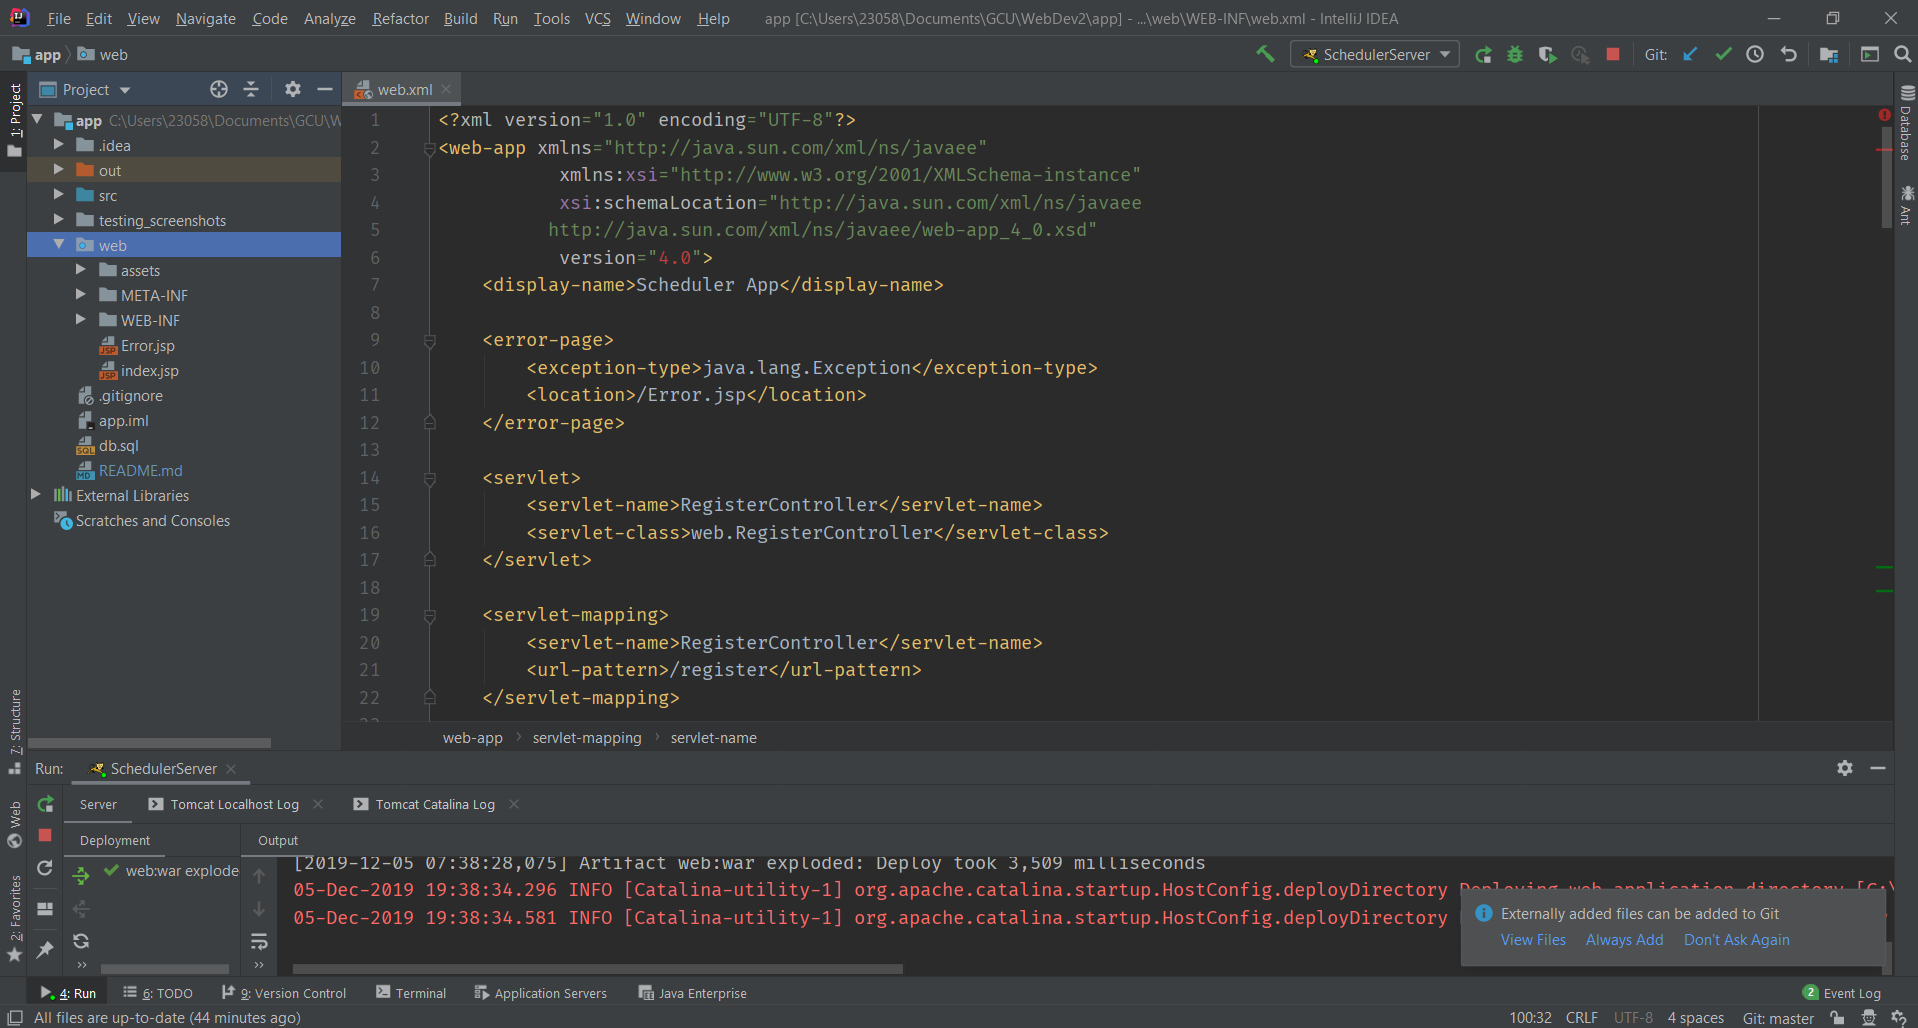 File Edit View Navigate Code Analyze Refactor Build Run Tools VCS Window Help app [C:\Users\23058\Documents\GCU\WebDev2\app] - ...\web\WEB-INF\web.xml - IntelliJ IDEA
app web SchedulerServer Git:
1: Project
Project
web.xml
app C:\Users\23058\Documents\GCU\W
.idea
out
src
testing_screenshots
web
assets
META-INF
WEB-INF
Error.jsp
index.jsp
.gitignore
app.iml
db.sql
README.md
External Libraries
Scratches and Consoles
1 <?xml version="1.0" encoding="UTF-8"?>
2 <web-app xmlns="http://java.sun.com/xml/ns/javaee"
3 xmlns:xsi="http://www.w3.org/2001/XMLSchema-instance"
4 xsi:schemaLocation="http://java.sun.com/xml/ns/javaee
5 http://java.sun.com/xml/ns/javaee/web-app_4_0.xsd"
6 version="4.0">
7 <display-name>Scheduler App</display-name>
8
9 <error-page>
10 <exception-type>java.lang.Exception</exception-type>
11 <location>/Error.jsp</location>
12 </error-page>
13
14 <servlet>
15 <servlet-name>RegisterController</servlet-name>
16 <servlet-class>web.RegisterController</servlet-class>
17 </servlet>
18
19 <servlet-mapping>
20 <servlet-name>RegisterController</servlet-name>
21 <url-pattern>/register</url-pattern>
22 </servlet-mapping>
web-app servlet-mapping servlet-name
Database
Ant
7: Structure
Web
2: Favorites
Run: SchedulerServer
Server Tomcat Localhost Log Tomcat Catalina Log
Deployment Output
web:war explode
[2019-12-05 07:38:28,075] Artifact web:war exploded: Deploy took 3,509 milliseconds
05-Dec-2019 19:38:34.296 INFO [Catalina-utility-1] org.apache.catalina.startup.HostConfig.deployDirectory Deploying web application directory [C:\
05-Dec-2019 19:38:34.581 INFO [Catalina-utility-1] org.apache.catalina.startup.HostConfig.deployDirectory
Externally added files can be added to Git
View Files Always Add Don't Ask Again
4: Run 6: TODO 9: Version Control Terminal Application Servers Java Enterprise 2 Event Log
All files are up-to-date (44 minutes ago) 100:32 CRLF UTF-8 4 spaces Git: master